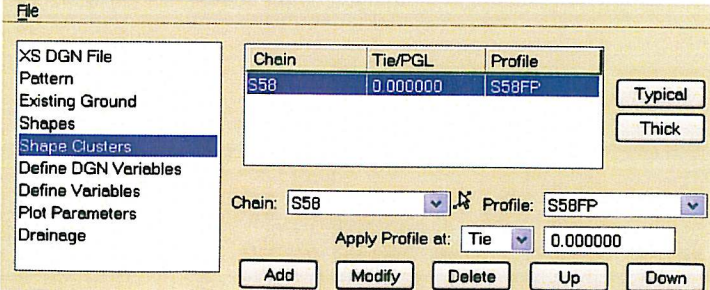 File
XS DGN File
Pattern
Existing Ground
Shapes
Shape Clusters
Define DGN Variables
Define Variables
Plot Parameters
Drainage
Chain Tie/PGL Profile
S58 0.000000 S58FP
Typical
Thick
Chain: S58 Profile: S58FP
Apply Profile at: Tie 0.000000
Add Modify Delete Up Down